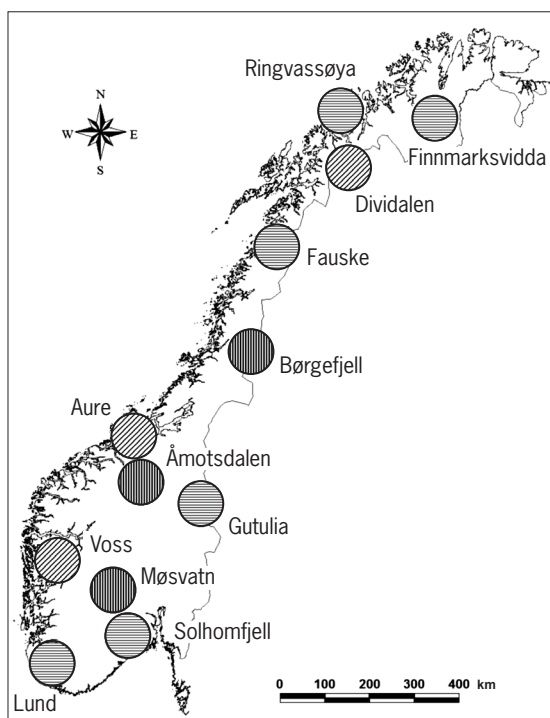 Ringvassøya
N
W E
S
Finnmarksvidda
Dividalen
Fauske
Børgefjell
Aure
Åmotsdalen
Gutulia
Voss
Møsvatn
Solhomfjell
Lund
0 100 200 300 400
km